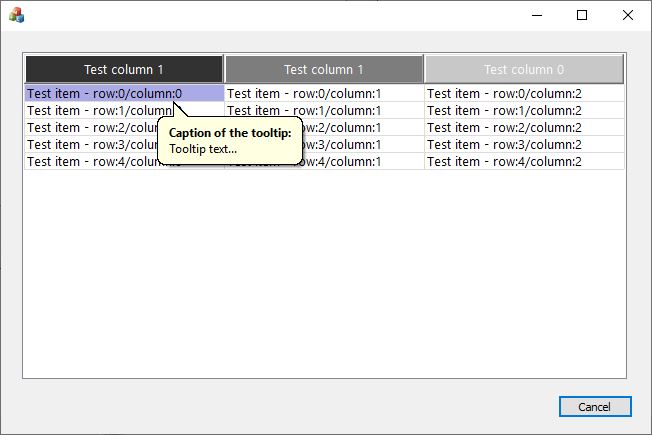 Test column 1 Test column 1 Test column 0
Test item - row:0/column:0 Test item - row:0/column:1 Test item - row:0/column:2
Test item - row:1/column: Test item - row:1/column:1 Test item - row:1/column:2
Test item - row:2/ Test item - row:2/column:1 Test item - row:2/column:2
Test item - row:3/ Test item - row:3/column:1 Test item - row:3/column:2
Test item - row:4/ Test item - row:4/column:1 Test item - row:4/column:2
Caption of the tooltip:
Tooltip text...
Cancel